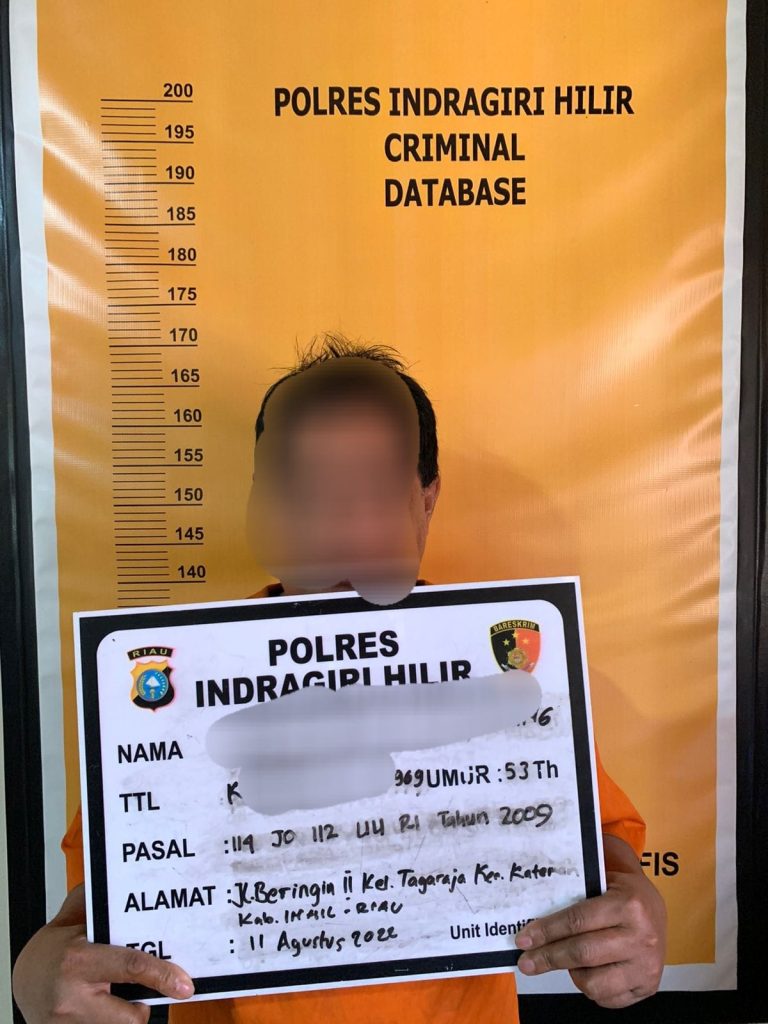 POLRES INDRAGIRI HILIR
CRIMINAL
DATABASE
200
195
190
185
180
175
170
165
160
155
150
145
140
RIAU
BARESKRIM
POLRES
INDRAGIRI HILIR
NAMA
TTL : K 969 UMUR : 53 Th
PASAL : 114 JO 112 UU RI Tahun 2009
ALAMAT : Jl. Beringin ii Kel. Tagaraja Kec.
Kab. INHIL - RIAU
TGL : 11 Agustus 2022
Unit
FIS